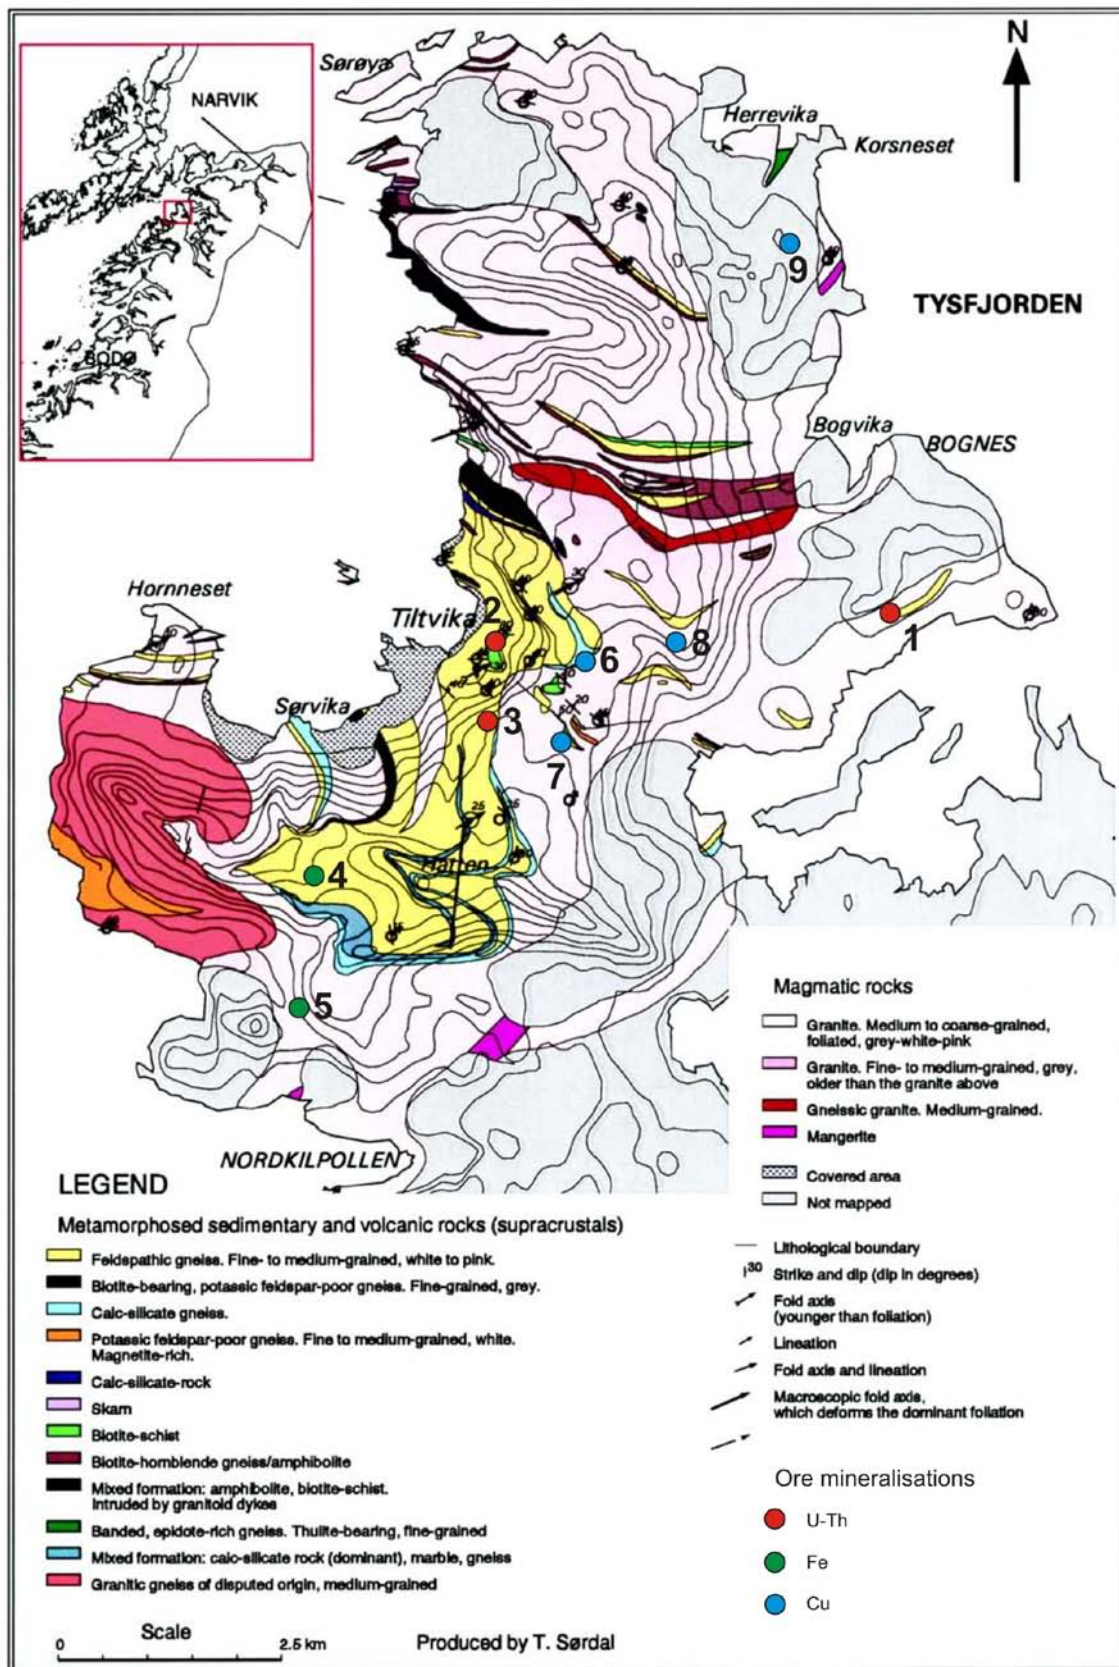 N
Sørøya
NARVIK
Herrevika
Korsneset
9
TYSFJORDEN
BODØ
Bogvika
BOGNES
Hornneset
30
Tiltvika
2
1
8
6
20
Sørvika
3
7
25
Hatten
4
5
NORDKILPOLLEN
Magmatic rocks
Granite. Medium to coarse-grained,
foliated, grey-white-pink
Granite. Fine- to medium-grained, grey,
older than the granite above
Gneissic granite. Medium-grained.
Mangerite
Covered area
Not mapped
LEGEND
Metamorphosed sedimentary and volcanic rocks (supracrustals)
Feldspathic gneiss. Fine- to medium-grained, white to pink.
Biotite-bearing, potassic feldspar-poor gneiss. Fine-grained, grey.
Calc-silicate gneiss.
Potassic feldspar-poor gneiss. Fine to medium-grained, white.
Magnetite-rich.
Calc-silicate-rock
Skarn
Biotite-schist
Biotite-hornblende gneiss/amphibolite
Mixed formation: amphibolite, biotite-schist.
Intruded by granitoid dykes
Banded, epidote-rich gneiss. Thulite-bearing, fine-grained
Mixed formation: calc-silicate rock (dominant), marble, gneiss
Granitic gneiss of disputed origin, medium-grained
Lithological boundary
30 Strike and dip (dip in degrees)
Fold axis
(younger than foliation)
Lineation
Fold axis and lineation
Macroscopic fold axis,
which deforms the dominant foliation
Ore mineralisations
U-Th
Fe
Cu
Scale
0 2.5 km
Produced by T. Sørdal